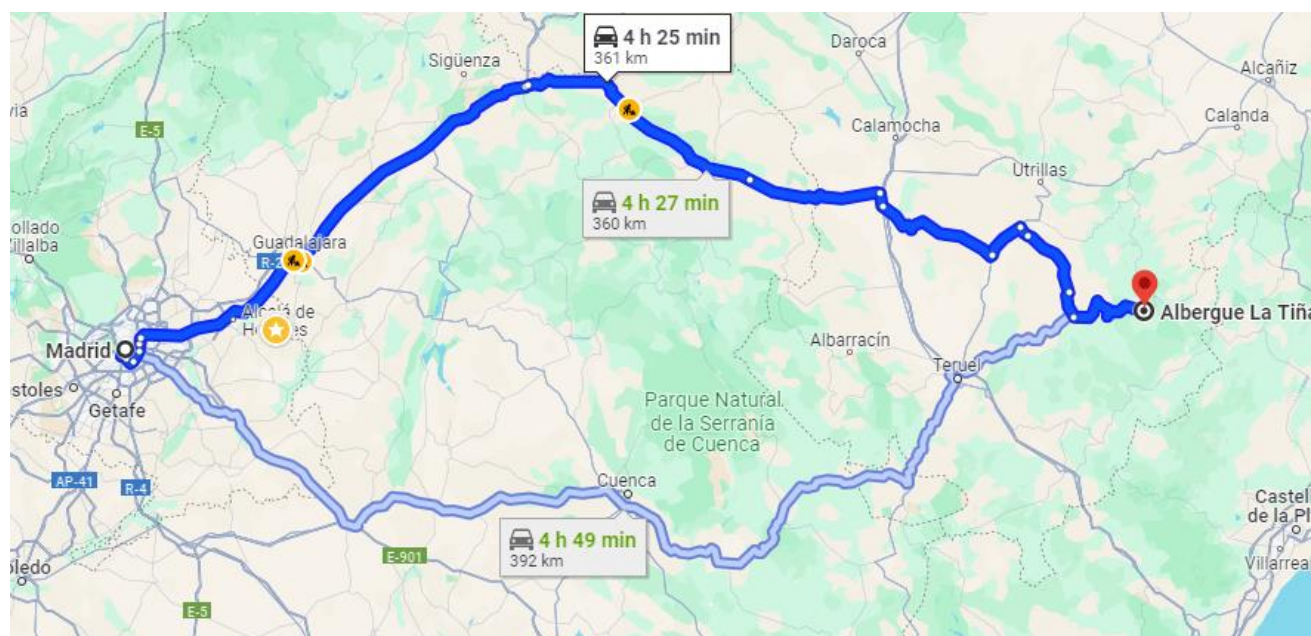 4 h 25 min
361 km
Daroca
Sigüenza
Alcañiz
Calanda
E-5
Calamocha
Utrillas
4 h 27 min
360 km
Guadalajara
R-2
Albergue La Tiña
Madrid
Albarracín
Teruel
Getafe
Parque Natural
de la Serranía
de Cuenca
AP-41
R-4
Cuenca
4 h 49 min
392 km
E-901
E-5